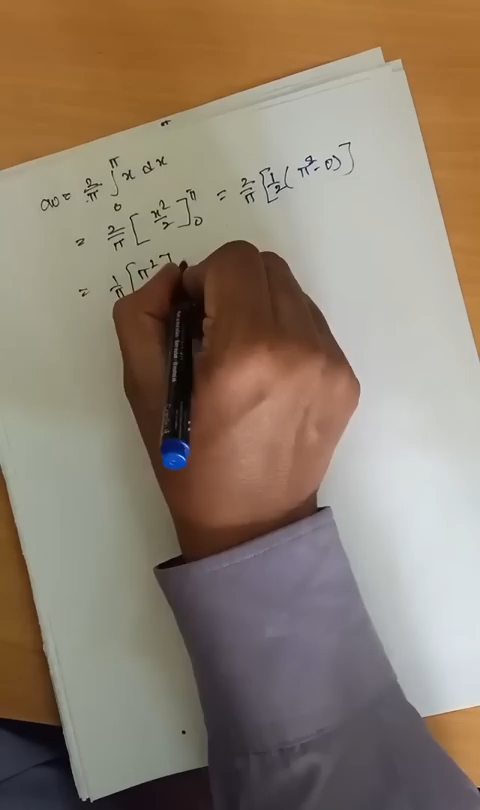 a0 = 2/π ∫₀^π x dx
= 2/π [x²/2]₀^π = 2/π [1/2 (π² - 0)]
= 1/π [π²]